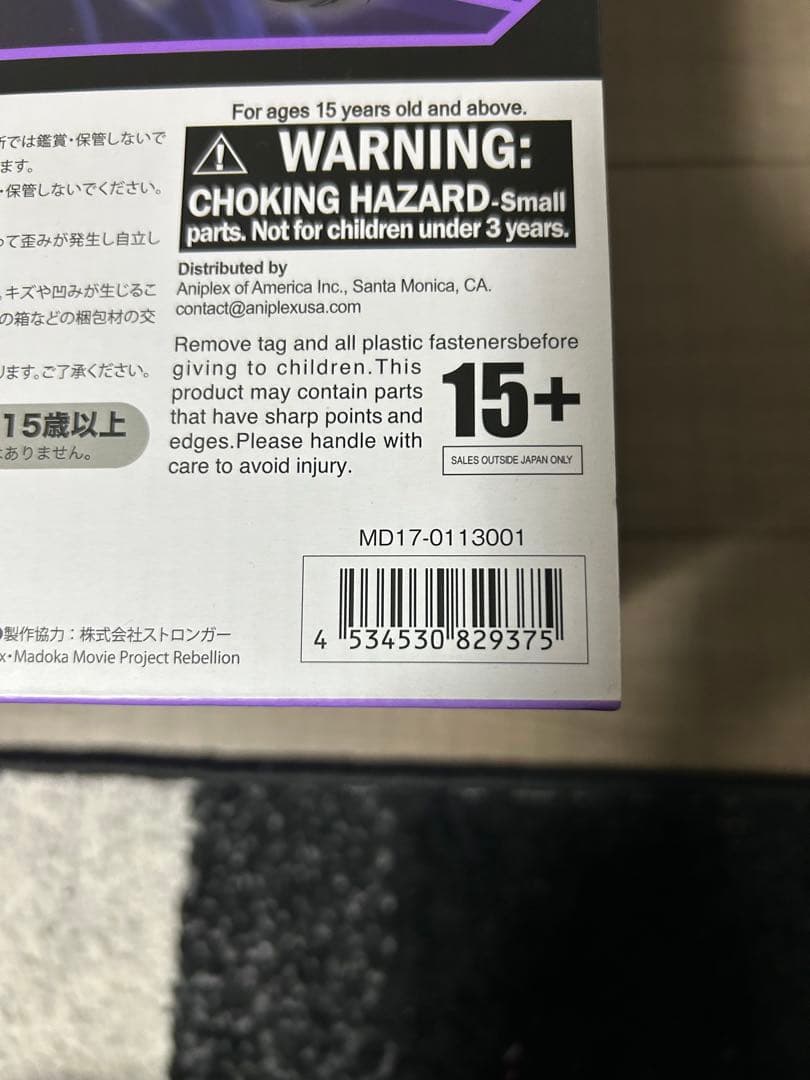 For ages 15 years old and above.
WARNING:
CHOKING HAZARD-Small
parts. Not for children under 3 years.
Distributed by
Aniplex of America Inc., Santa Monica, CA.
contact@aniplexusa.com
Remove tag and all plastic fastenersbefore
giving to children.This
product may contain parts
that have sharp points and
edges.Please handle with
care to avoid injury.
15+
SALES OUTSIDE JAPAN ONLY
所では鑑賞・保管しないで
ます。
・保管しないでください。
って歪みが発生し自立し
、キズや凹みが生じるこ
の箱などの梱包材の交
ります。ご了承ください。
15歳以上
はありません。
MD17-0113001
4 534530 829375
製作協力：株式会社ストロンガー
x・Madoka Movie Project Rebellion